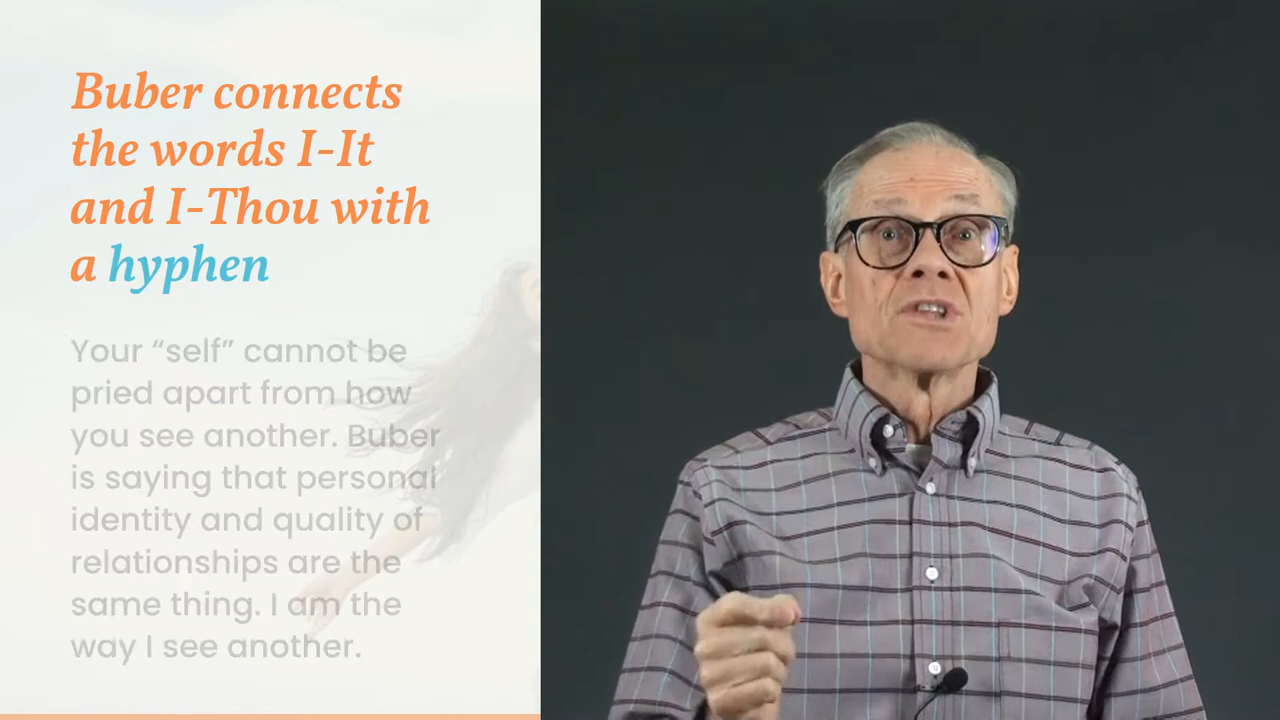 Buber connects
the words I-It
and I-Thou with
a hyphen
Your “self” cannot be
pried apart from how
you see another. Buber
is saying that personal
identity and quality of
relationships are the
same thing. I am the
way I see another.